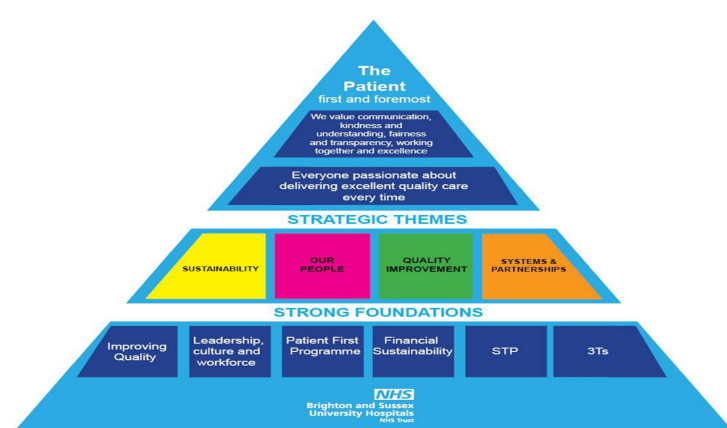 The
Patient
first and foremost
We value communication,
kindness and
understanding, fairness
and transparency, working
together and excellence
Everyone passionate about
delivering excellent quality care
every time
STRATEGIC THEMES
SUSTAINABILITY
OUR
PEOPLE
QUALITY
IMPROVEMENT
SYSTEMS &
PARTNERSHIPS
STRONG FOUNDATIONS
Improving
Quality
Leadership,
culture and
workforce
Patient First
Programme
Financial
Sustainability
STP
3Ts
NHS
Brighton and Sussex
University Hospitals
NHS Trust